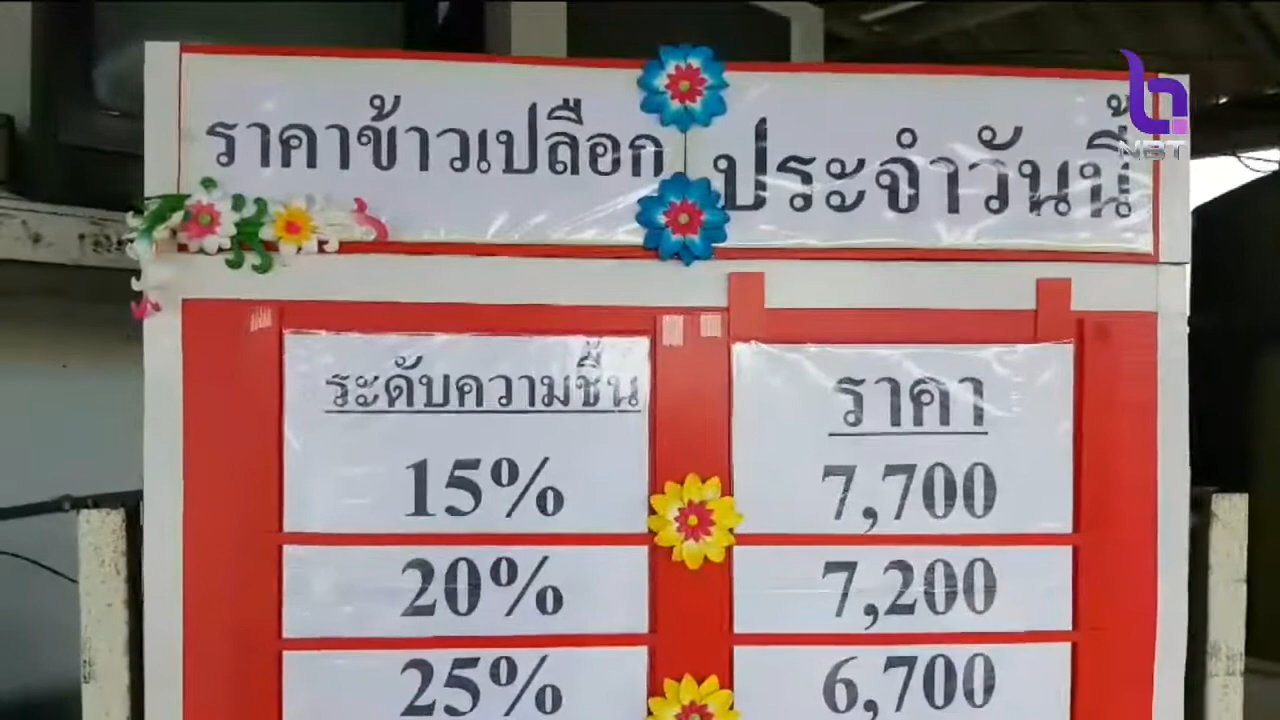 ราคาข้าวเปลือก ประจำวันนี้
NBT
ระดับความชื้น ราคา
15% 7,700
20% 7,200
25% 6,700